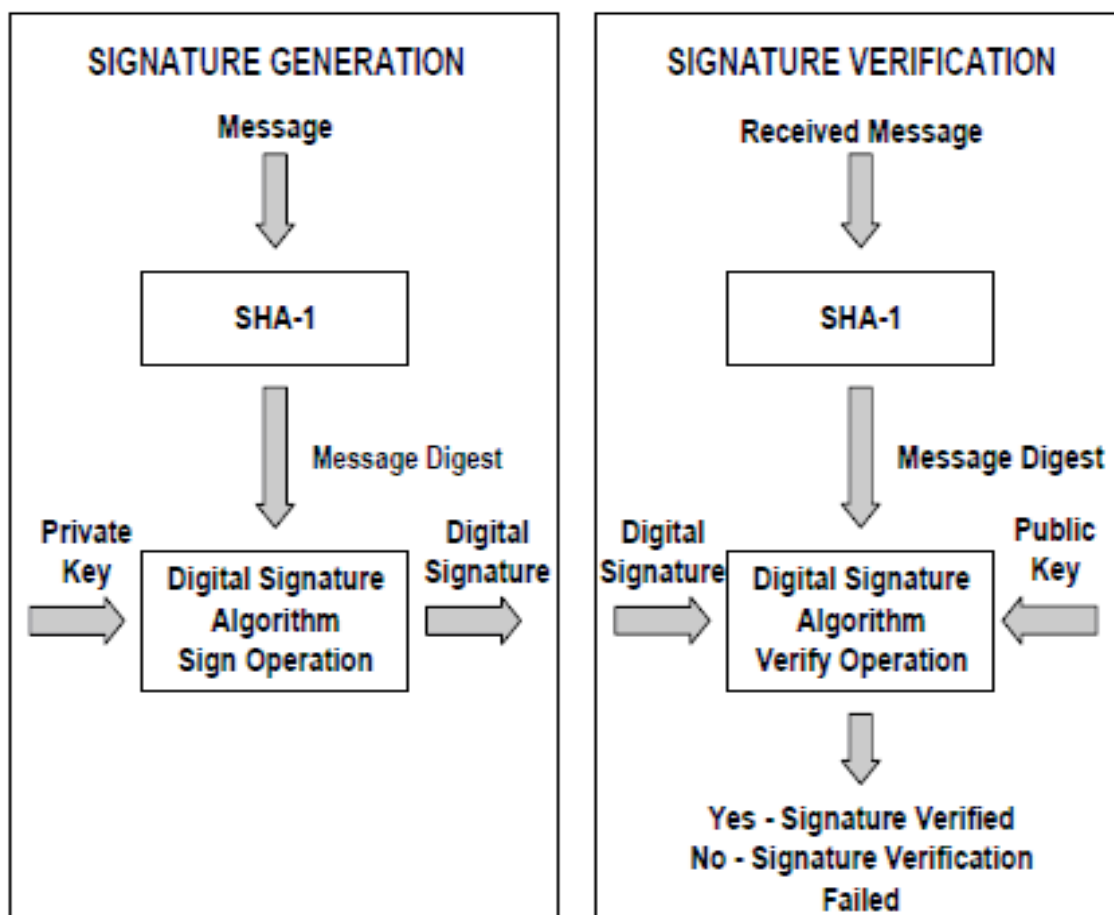 SIGNATURE GENERATION
Message
SHA-1
Message Digest
Private
Key
Digital Signature
Algorithm
Sign Operation
Digital
Signature
SIGNATURE VERIFICATION
Received Message
SHA-1
Message Digest
Digital
Signature
Digital Signature
Algorithm
Verify Operation
Public
Key
Yes - Signature Verified
No - Signature Verification
Failed